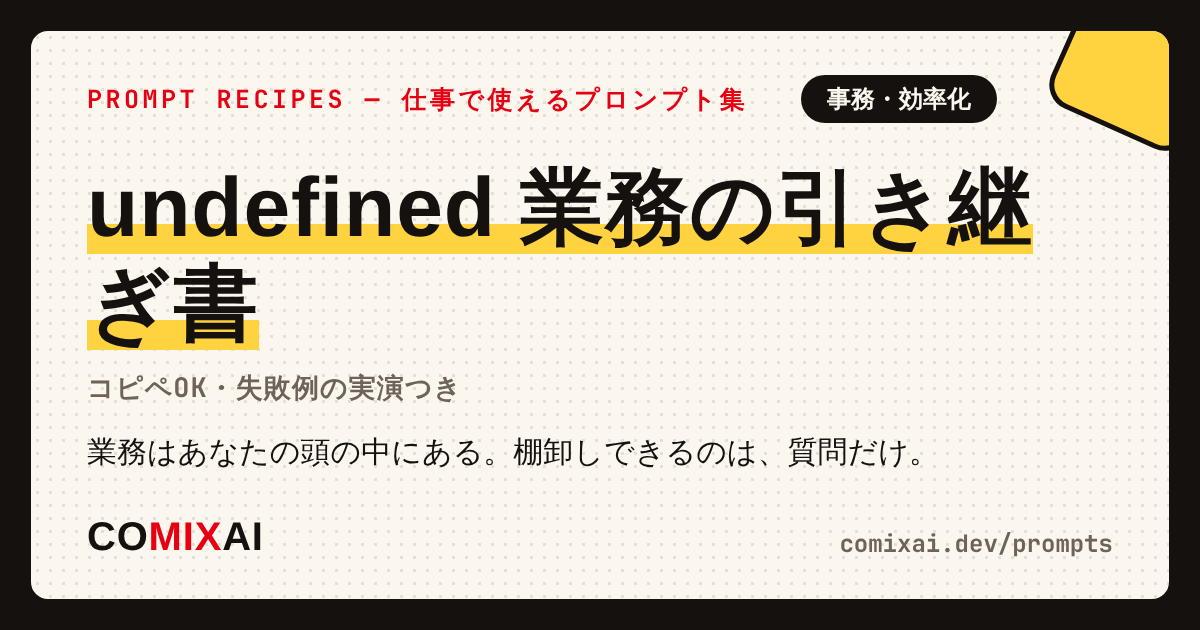 PROMPT RECIPES — 仕事で使えるプロンプト集
事務・効率化
undefined 業務の引き継
ぎ書
コピペOK・失敗例の実演つき
業務はあなたの頭の中にある。棚卸しできるのは、質問だけ。
COMIXAI
comixai.dev/prompts